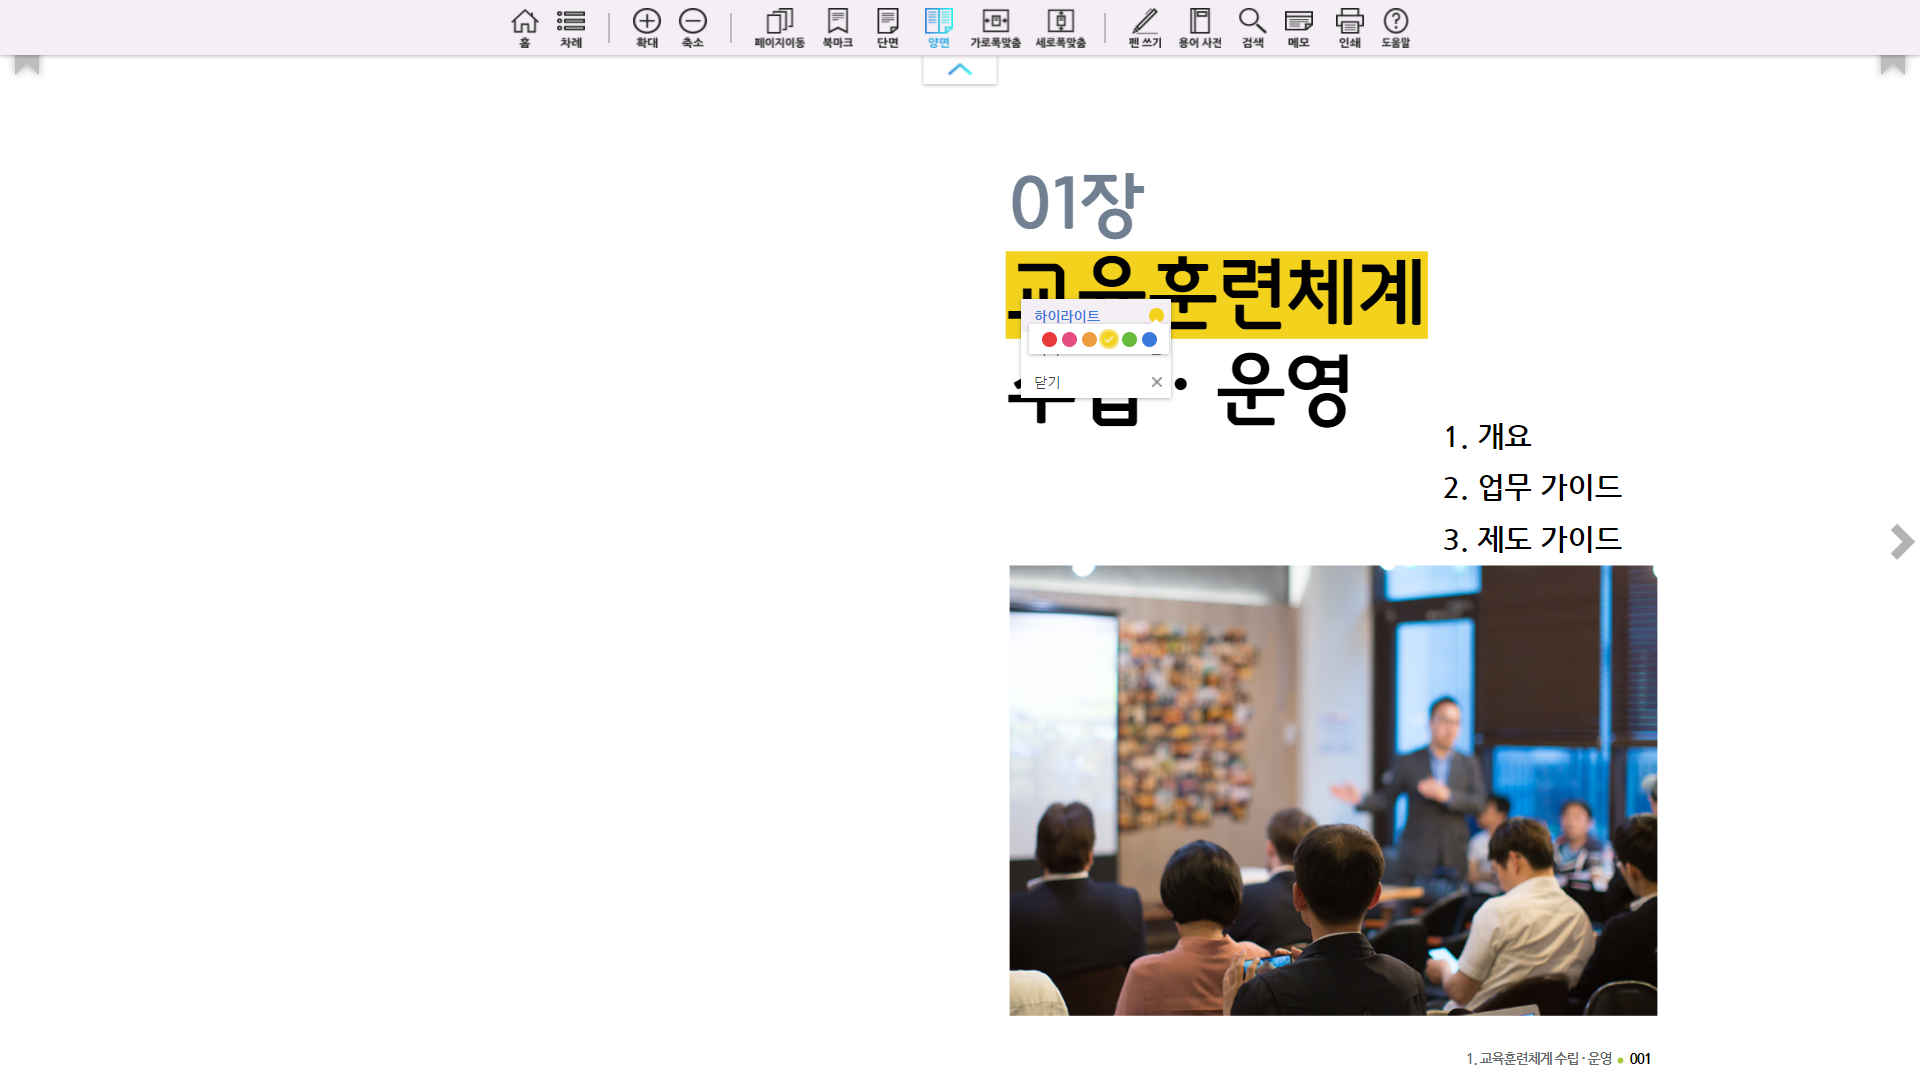 홈 차례 확대 축소 페이지이동 북마크 단면 양면 가로폭맞춤 세로폭맞춤 펜 쓰기 용어 사전 검색 메모 인쇄 도움말
01장
교육훈련체계
하이라이트
수립 · 운영
닫기
1. 개요
2. 업무 가이드
3. 제도 가이드
1. 교육훈련체계 수립 · 운영 ● 001